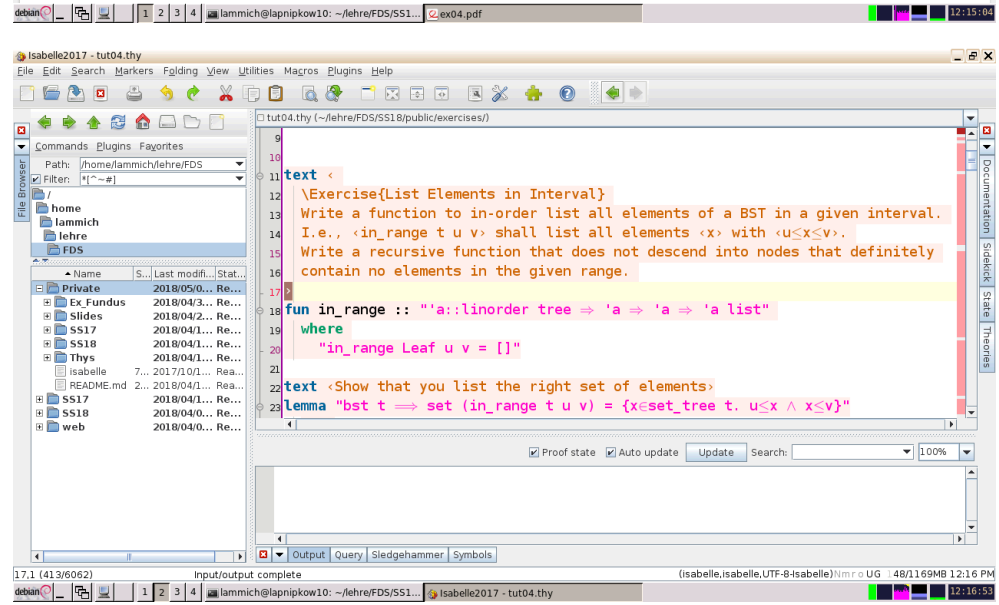 debian 1 2 3 4 lammich@lapnipkow10: ~/lehre/FDS/SS1... ex04.pdf 12:15:04
Isabelle2017 - tut04.thy
File Edit Search Markers Folding View Utilities Macros Plugins Help
tut04.thy (~/lehre/FDS/SS18/public/exercises/)
File Browser
Commands Plugins Favorites
Path: /home/lammich/lehre/FDS
Filter: *[^~#]
/
home
lammich
lehre
FDS
Name S... Last modifi... Stat...
Private 2018/05/0... Re...
Ex_Fundus 2018/04/3... Re...
Slides 2018/04/2... Re...
SS17 2018/04/1... Re...
SS18 2018/04/1... Re...
Thys 2018/04/1... Re...
isabelle 7... 2017/10/1... Rea...
README.md 2... 2018/04/1... Rea...
SS17 2018/04/1... Re...
SS18 2018/04/0... Re...
web 2018/04/0... Re...
9
10
11 text ‹
12 \Exercise{List Elements in Interval}
13 Write a function to in-order list all elements of a BST in a given interval.
14 I.e., ‹in_range t u v› shall list all elements ‹x› with ‹u≤x≤v›.
15 Write a recursive function that does not descend into nodes that definitely
16 contain no elements in the given range.
17 ›
18 fun in_range :: "'a::linorder tree ⇒ 'a ⇒ 'a ⇒ 'a list"
19 where
20 "in_range Leaf u v = []"
21
22 text ‹Show that you list the right set of elements›
23 lemma "bst t ⟹ set (in_range t u v) = {x∈set_tree t. u≤x ∧ x≤v}"
Documentation
Sidekick
State
Theories
Proof state Auto update Update Search: 100%
Output Query Sledgehammer Symbols
17,1 (413/6062) Input/output complete (isabelle,isabelle,UTF-8-Isabelle) N m r o UG 148/1169MB 12:16 PM
debian 1 2 3 4 lammich@lapnipkow10: ~/lehre/FDS/SS1... Isabelle2017 - tut04.thy 12:16:53